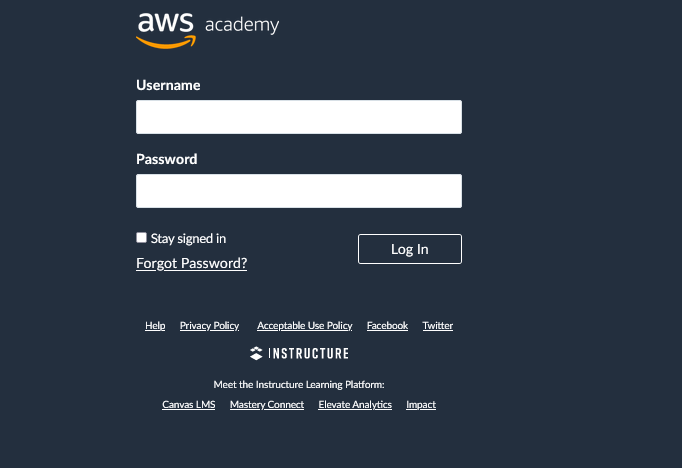 aws academy
Username
Password
Stay signed in
Log In
Forgot Password?
Help Privacy Policy Acceptable Use Policy Facebook Twitter
INSTRUCTURE
Meet the Instructure Learning Platform:
Canvas LMS Mastery Connect Elevate Analytics Impact